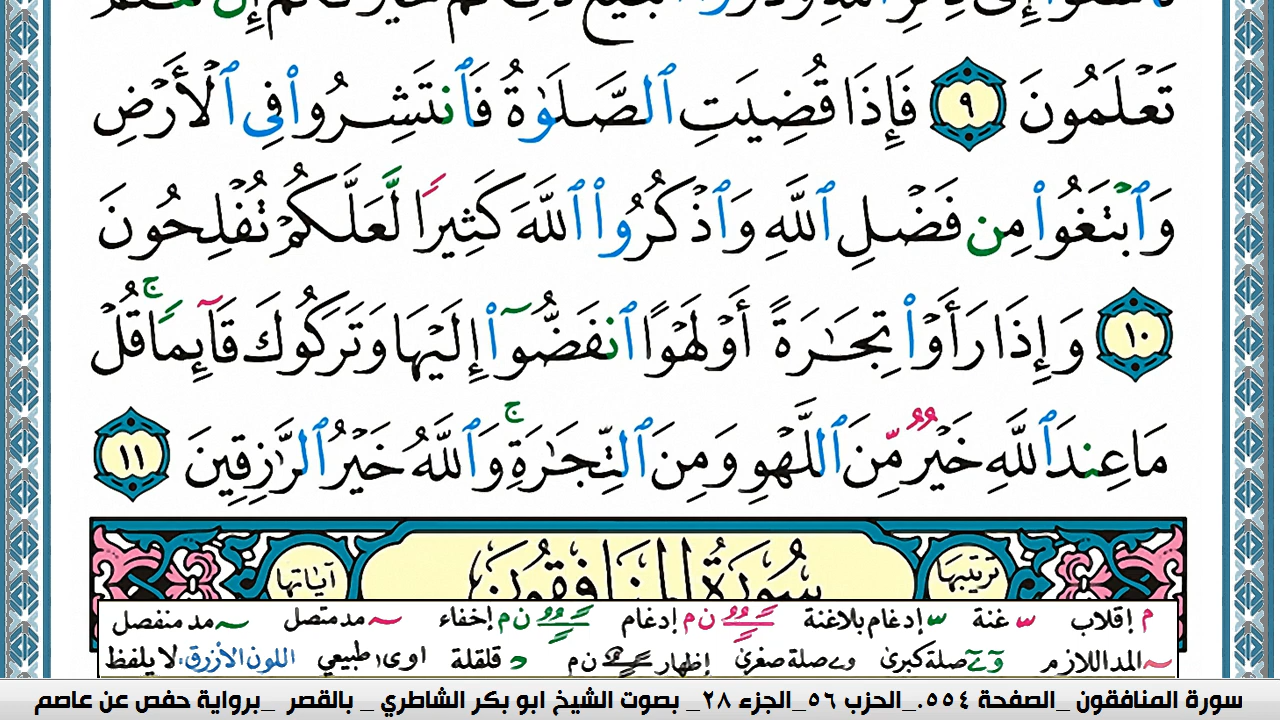 تَعْلَمُونَ ٩ فَإِذَا قُضِيَتِ ٱلصَّلَوٰةُ فَٱنتَشِرُوا۟ فِى ٱلْأَرْضِ
وَٱبْتَغُوا۟ مِن فَضْلِ ٱللَّهِ وَٱذْكُرُوا۟ ٱللَّهَ كَثِيرًا لَّعَلَّكُمْ تُفْلِحُونَ
١٠ وَإِذَا رَأَوْا۟ تِجَـٰرَةً أَوْ لَهْوًا ٱنفَضُّوٓا۟ إِلَيْهَا وَتَرَكُوكَ قَآئِمًا ۚ قُلْ
مَا عِندَ ٱللَّهِ خَيْرٌ مِّنَ ٱللَّهْوِ وَمِنَ ٱلتِّجَـٰرَةِ ۚ وَٱللَّهُ خَيْرُ ٱلرَّٰزِقِينَ ١١
ترتيبها سُورَةُ المنَافِقُونَ آياتها
م إقلاب غنة إدغام بلاغنة ن م إدغام ن م إخفاء مد متصل مد منفصل
المد اللازم صلة كبرى صلة صغرى إظهار ن م قلقلة اوى طبيعي اللون الأزرق: لا يلفظ
سورة المنافقون _الصفحة ٥٥٤._الحزب ٥٦_الجزء ٢٨_ بصوت الشيخ ابو بكر الشاطري _ بالقصر _برواية حفص عن عاصم